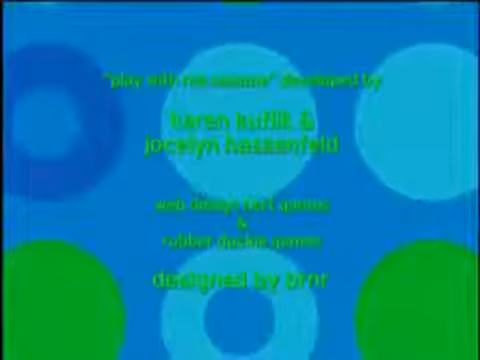 "play with me sesame" developed by
karen kuflik &
jocelyn hassenfeld
web design
games
&
rubber duckie games
designed by brnr